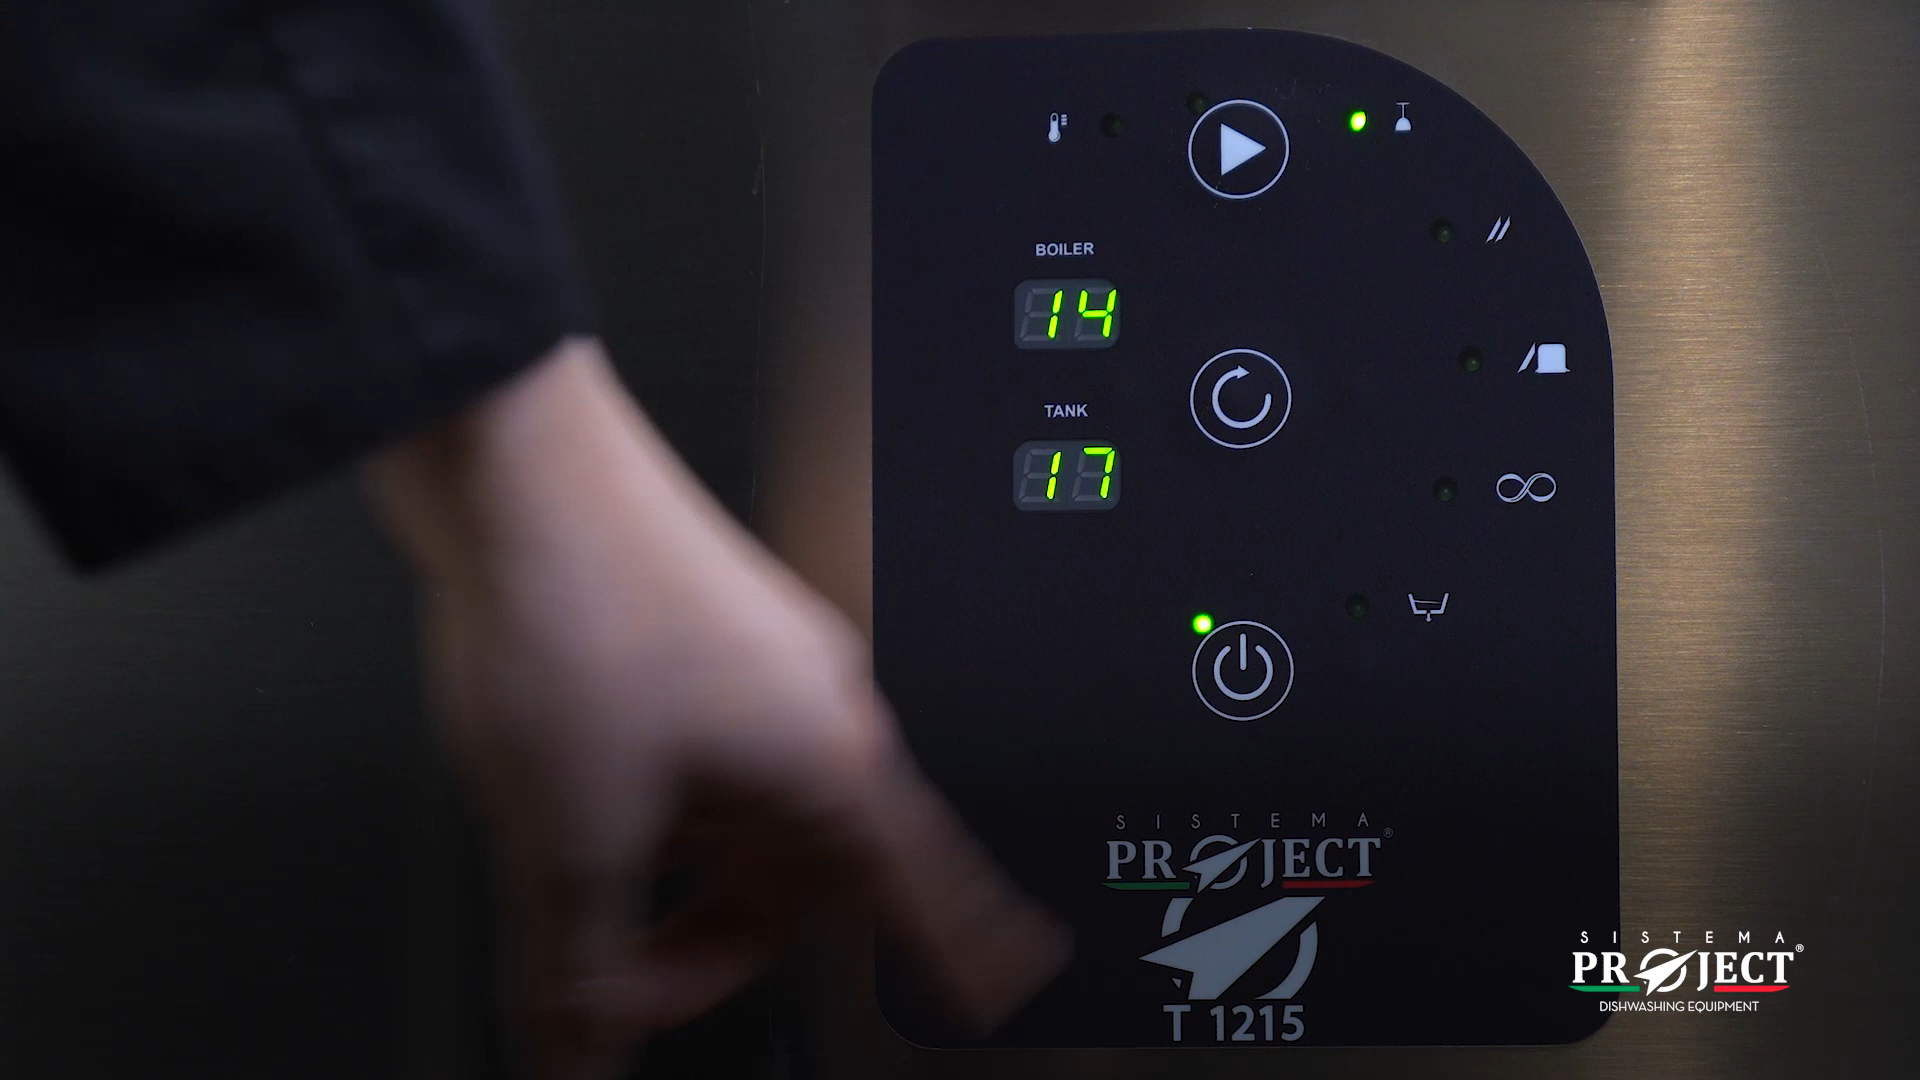 BOILER
14
TANK
17
SISTEMA
PROJECT®
T 1215
SISTEMA
PROJECT®
DISHWASHING EQUIPMENT